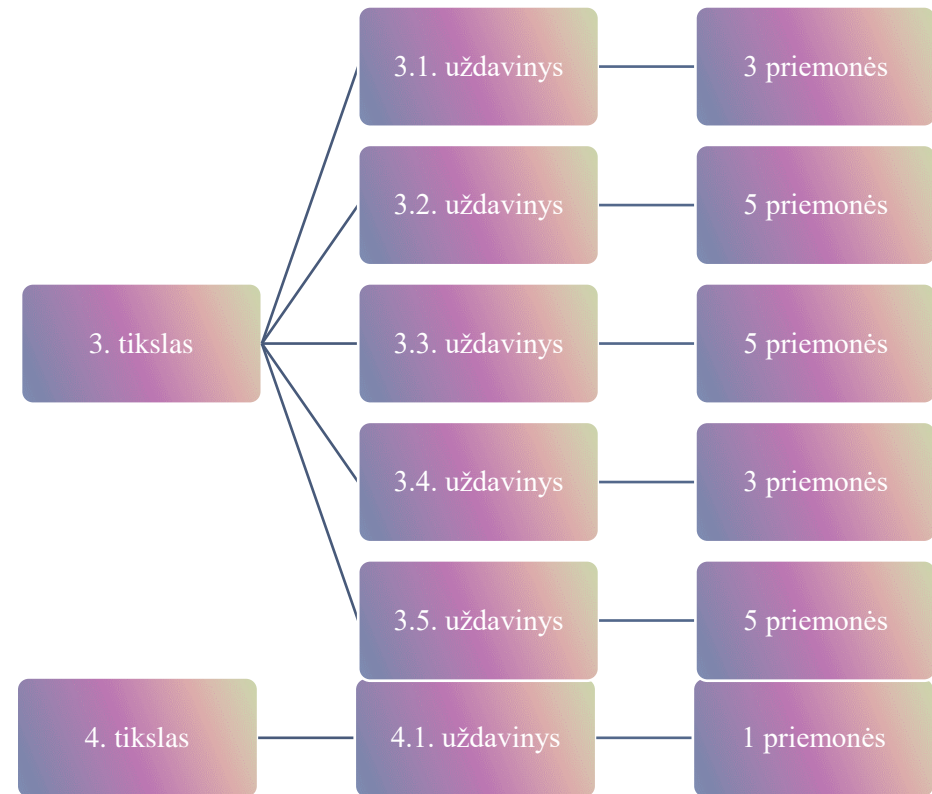 3.1. uždavinys
3 priemonės
3.2. uždavinys
5 priemonės
3. tikslas
3.3. uždavinys
5 priemonės
3.4. uždavinys
3 priemonės
3.5. uždavinys
5 priemonės
4. tikslas
4.1. uždavinys
1 priemonės